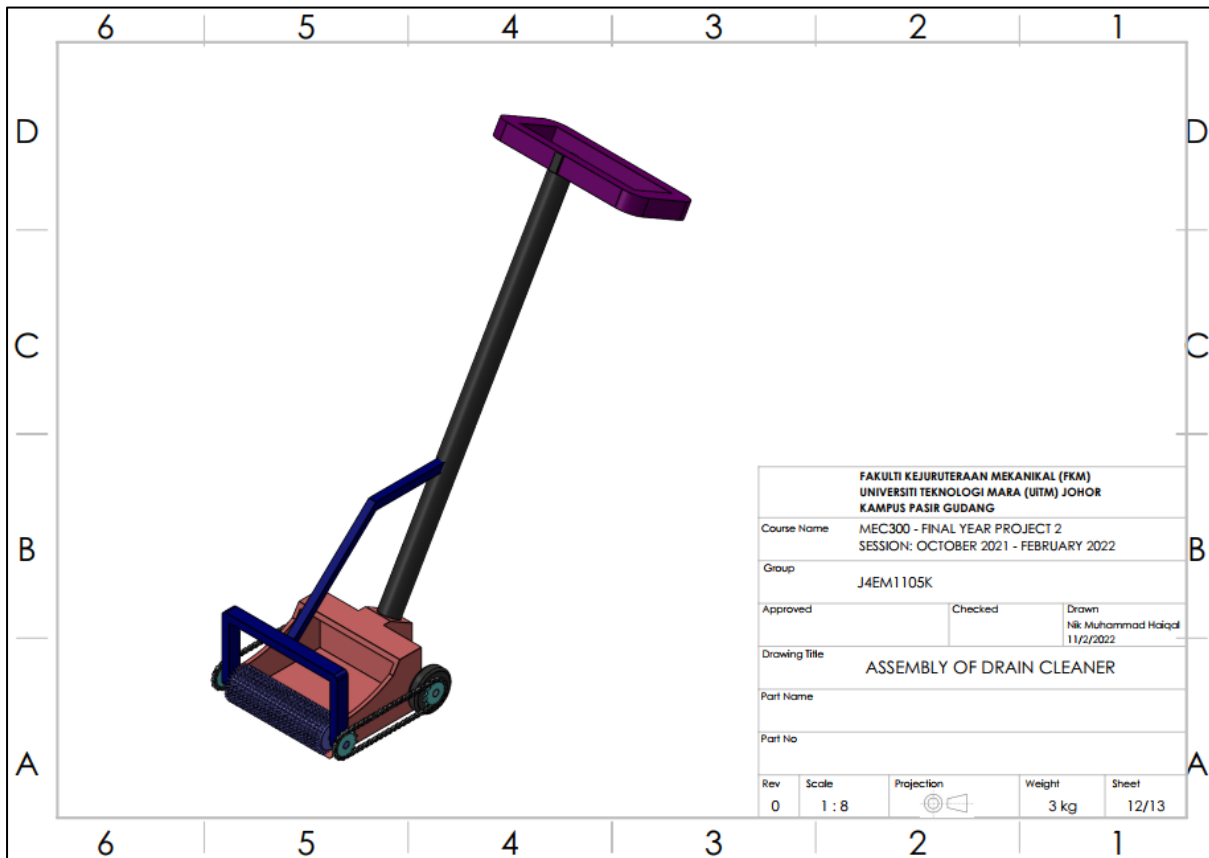 6 5 4 3 2 1
D D
C C
B B
A A
FAKULTI KEJURUTERAAN MEKANIKAL (FKM)
UNIVERSITI TEKNOLOGI MARA (UiTM) JOHOR
KAMPUS PASIR GUDANG
Course Name MEC300 - FINAL YEAR PROJECT 2
SESSION: OCTOBER 2021 - FEBRUARY 2022
Group
J4EM1105K
Approved Checked Drawn
Nik Muhammad Haiqal
11/2/2022
Drawing Title
ASSEMBLY OF DRAIN CLEANER
Part Name
Part No
Rev Scale Projection Weight Sheet
0 1 : 8 3 kg 12/13
6 5 4 3 2 1